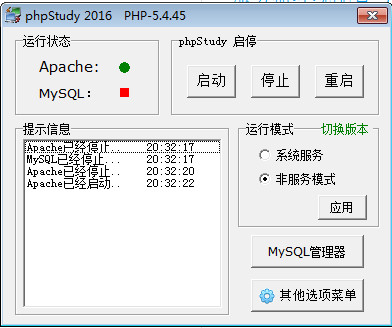 phpStudy 2016 PHP-5.4.45
运行状态
Apache:
MySQL:
phpStudy 启停
启动 停止 重启
提示信息
Apache已经停止.. 20:32:17
MySQL已经停止... 20:32:17
Apache已经停止.. 20:32:20
Apache已经启动.. 20:32:22
运行模式 切换版本
系统服务
非服务模式
应用
MySQL管理器
其他选项菜单